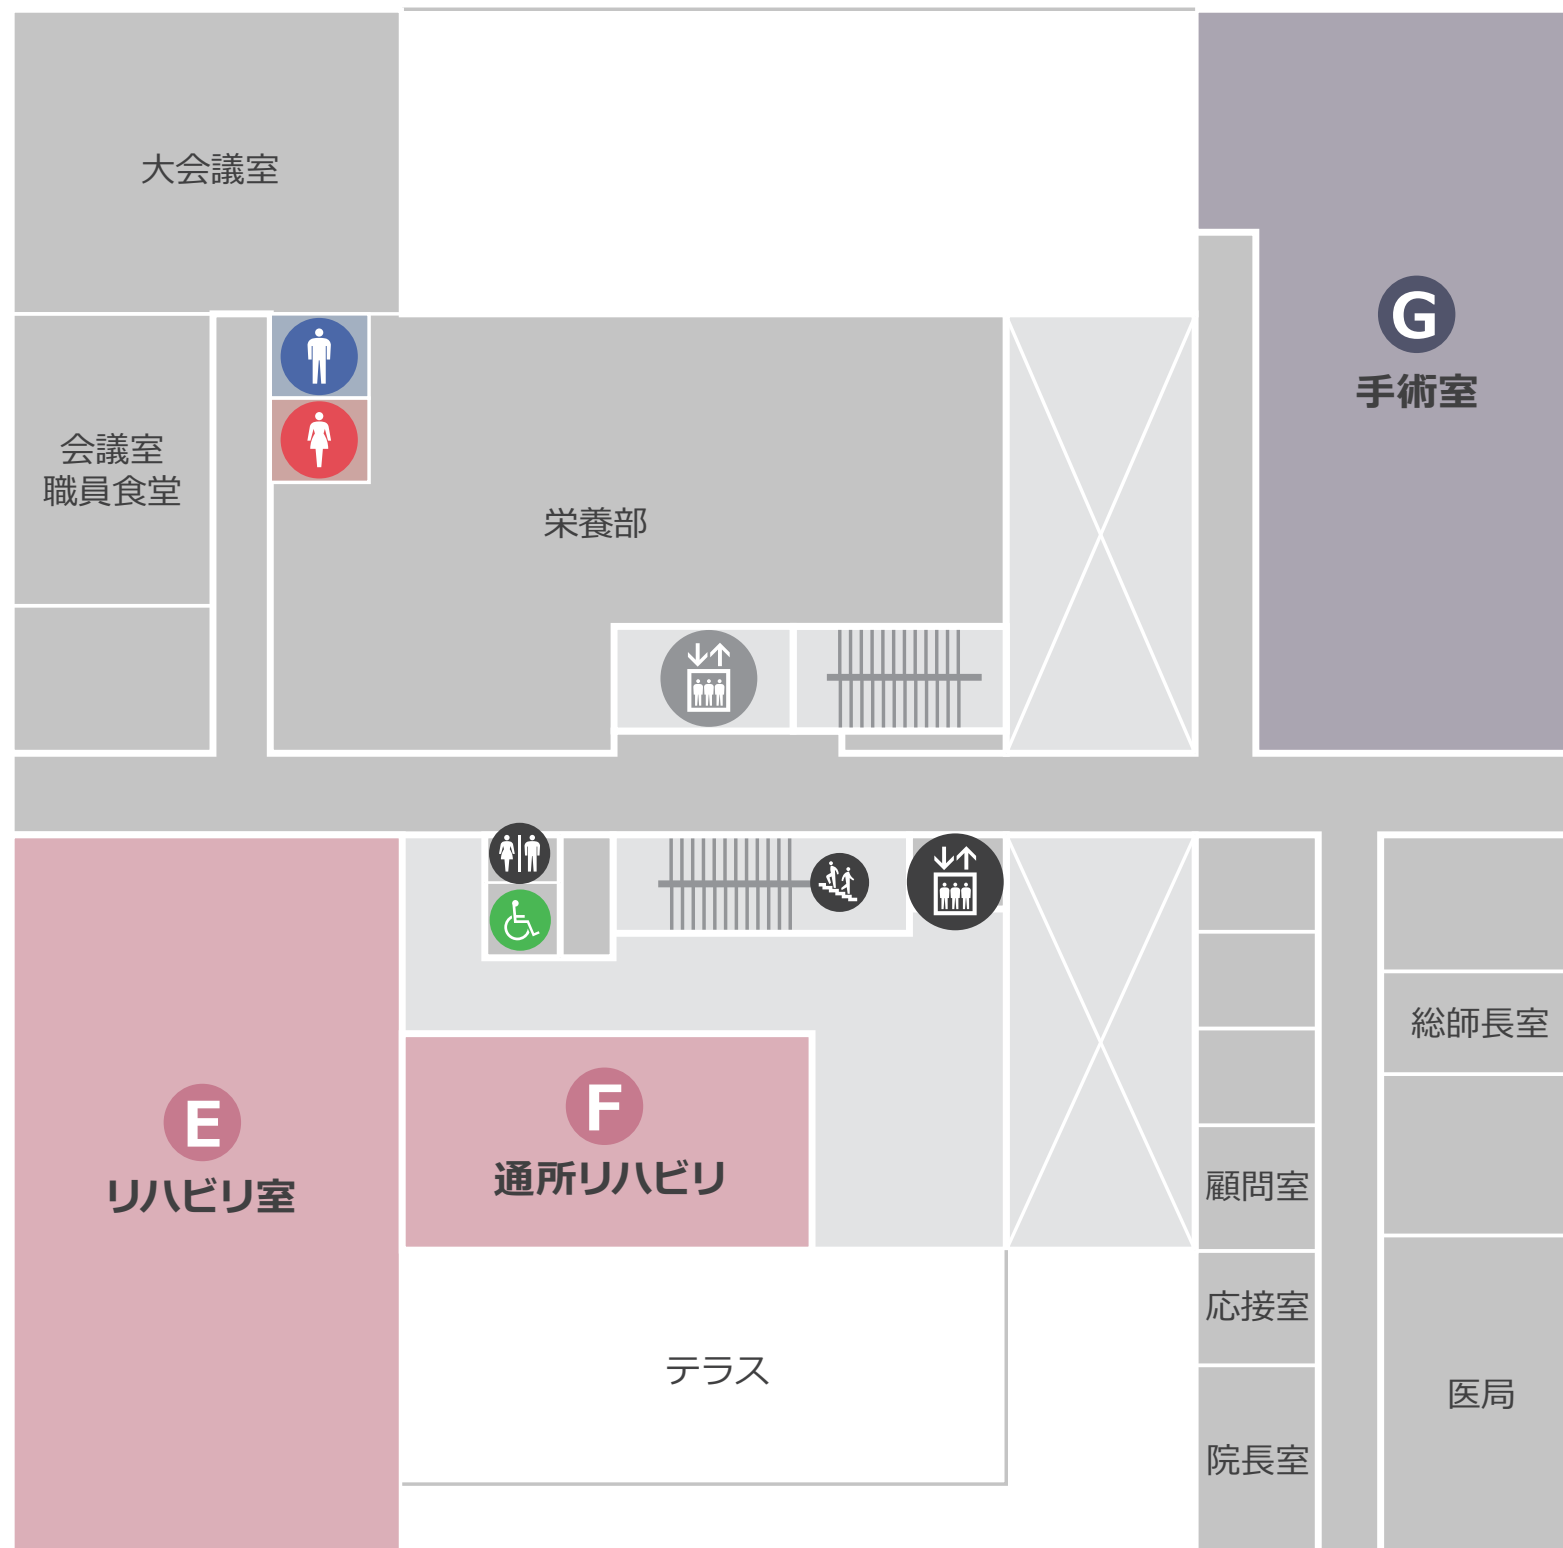 大会議室
G
手術室
会議室
職員食堂
栄養部
総師長室
E
リハビリ室
F
通所リハビリ
顧問室
応接室
テラス
医局
院長室